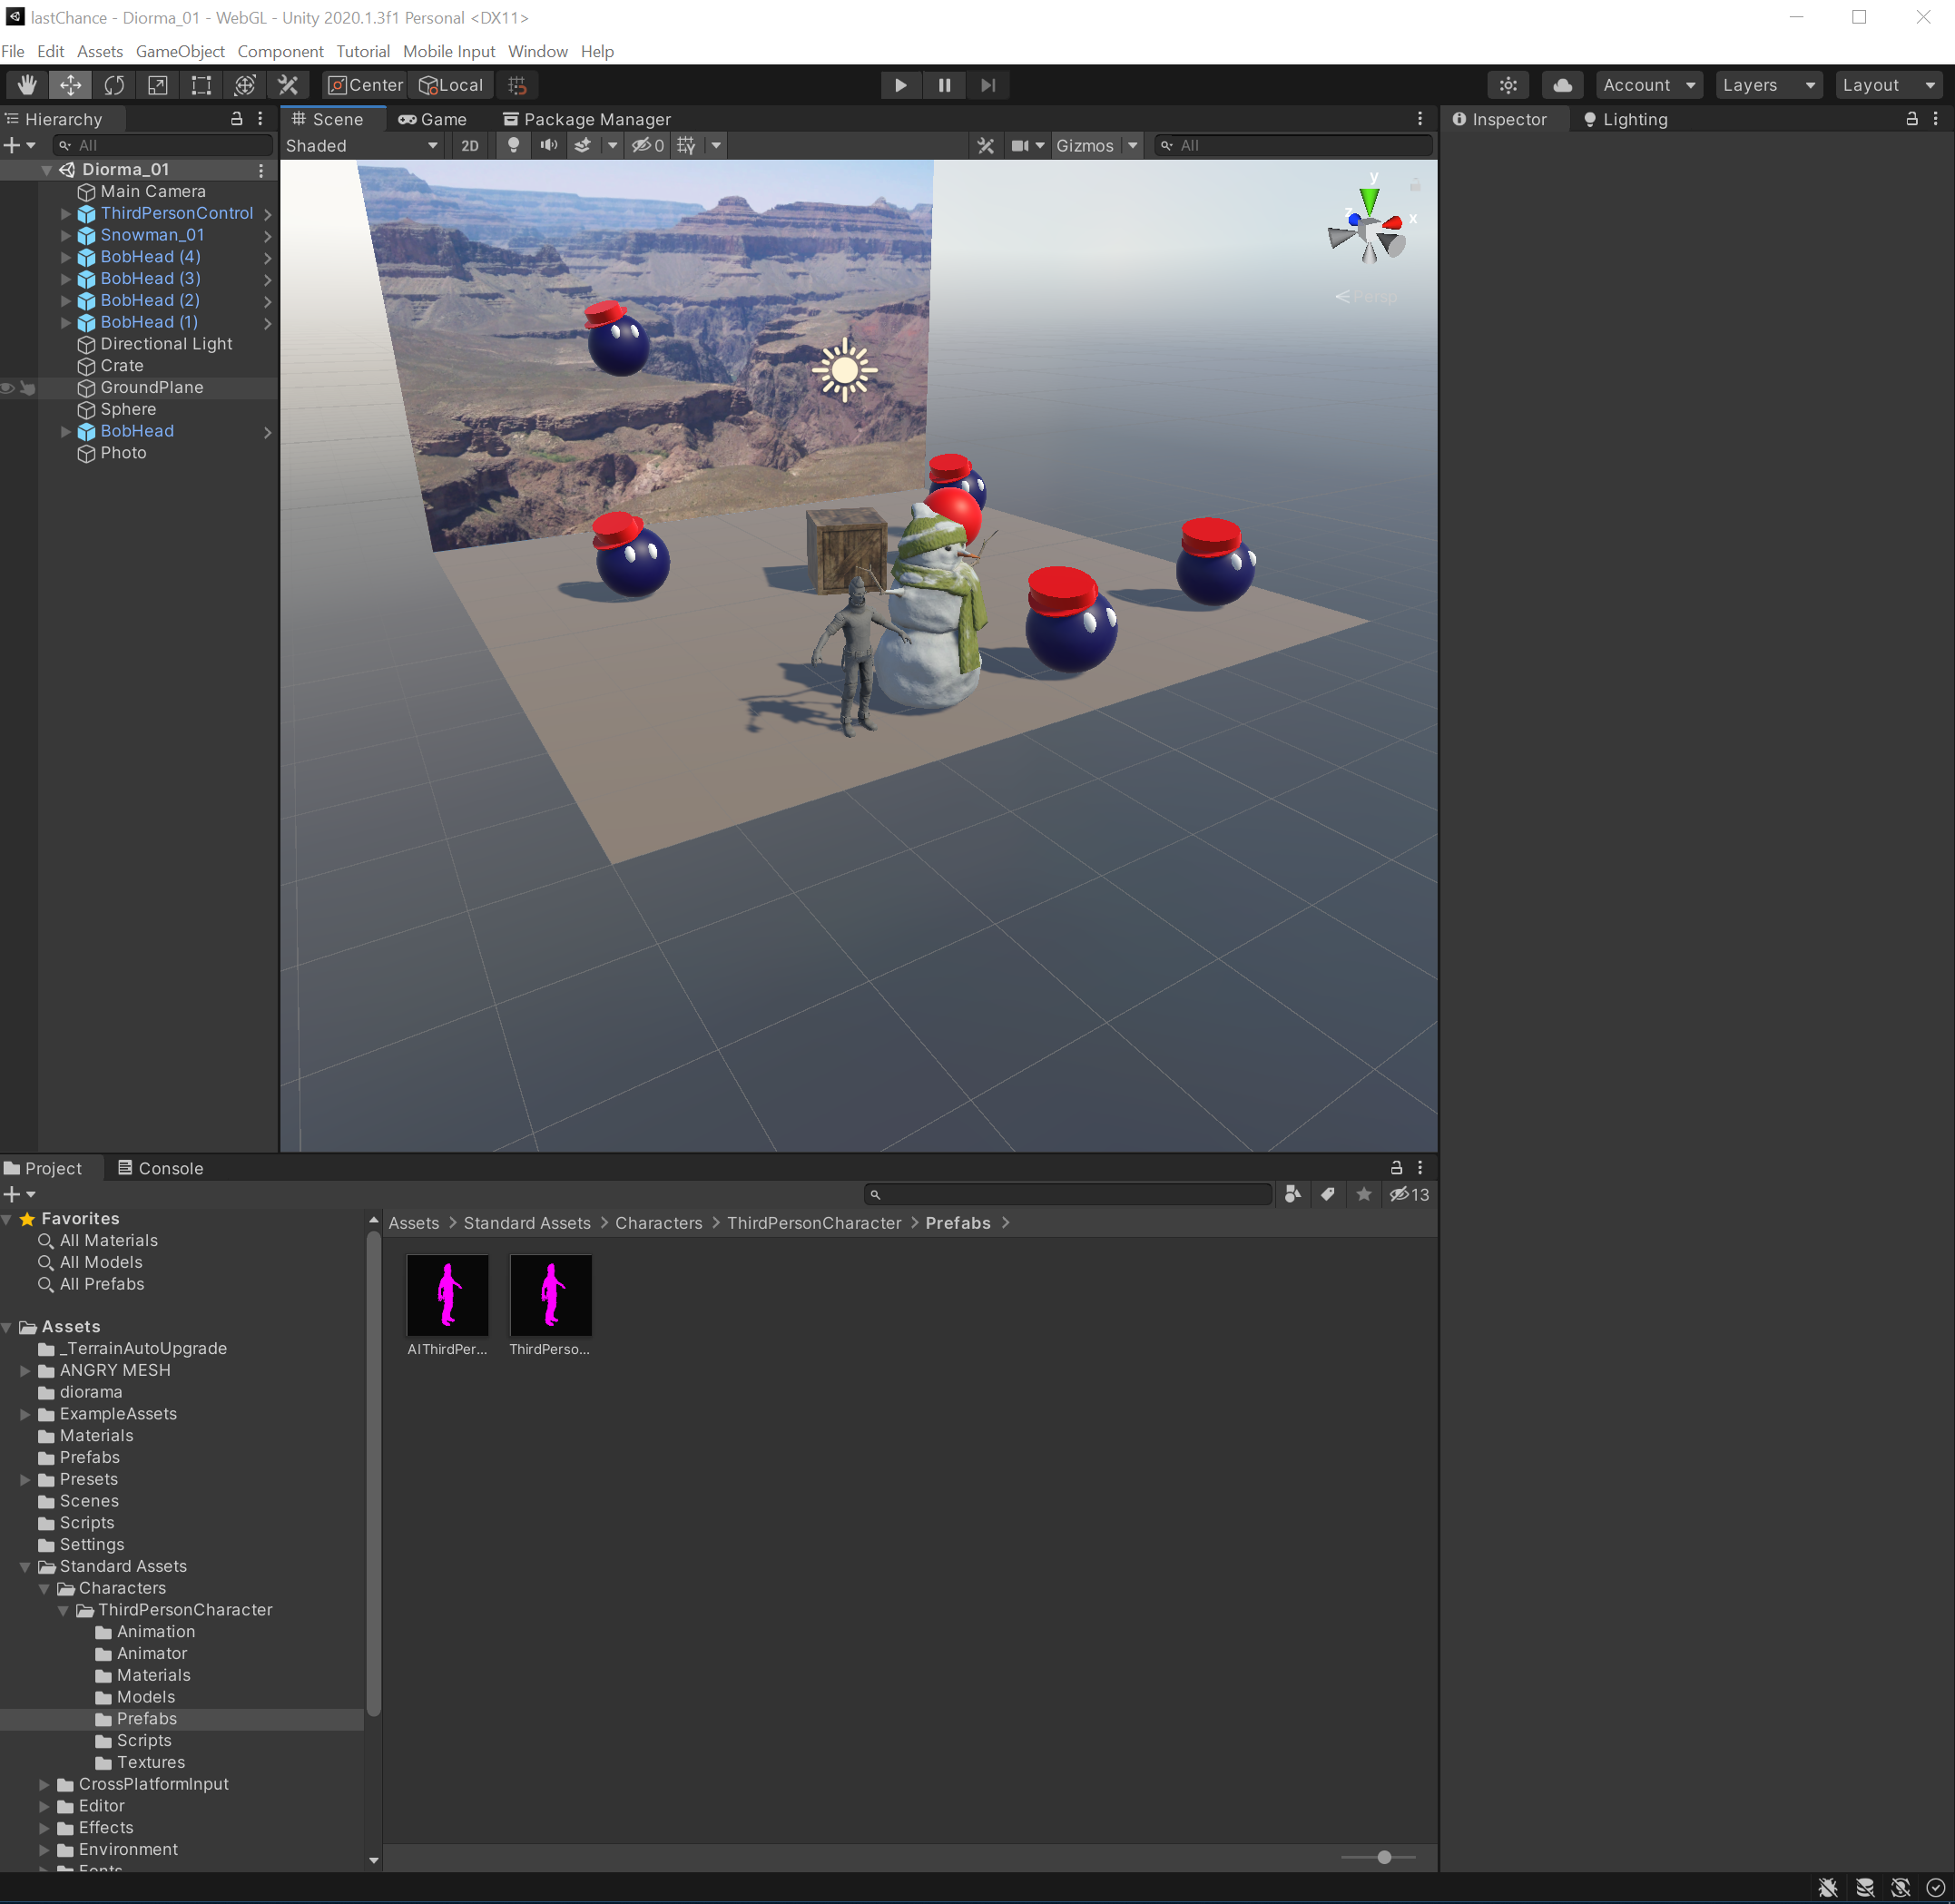 lastChance - Diorma_01 - WebGL - Unity 2020.1.3f1 Personal <DX11>
File Edit Assets GameObject Component Tutorial Mobile Input Window Help
Center Local Account Layers Layout
Hierarchy
Scene Game Package Manager
Inspector Lighting
All
Shaded 2D 0 Gizmos All
Diorma_01
Main Camera
ThirdPersonControl
Snowman_01
BobHead (4)
BobHead (3)
BobHead (2)
BobHead (1)
Directional Light
Crate
GroundPlane
Sphere
BobHead
Photo
y
z
x
Persp
Project Console
13
Favorites
All Materials
All Models
All Prefabs
Assets
_TerrainAutoUpgrade
ANGRY MESH
diorama
ExampleAssets
Materials
Prefabs
Presets
Scenes
Scripts
Settings
Standard Assets
Characters
ThirdPersonCharacter
Animation
Animator
Materials
Models
Prefabs
Scripts
Textures
CrossPlatformInput
Editor
Effects
Environment
Fonts
Assets > Standard Assets > Characters > ThirdPersonCharacter > Prefabs >
AIThirdPer... ThirdPerso...